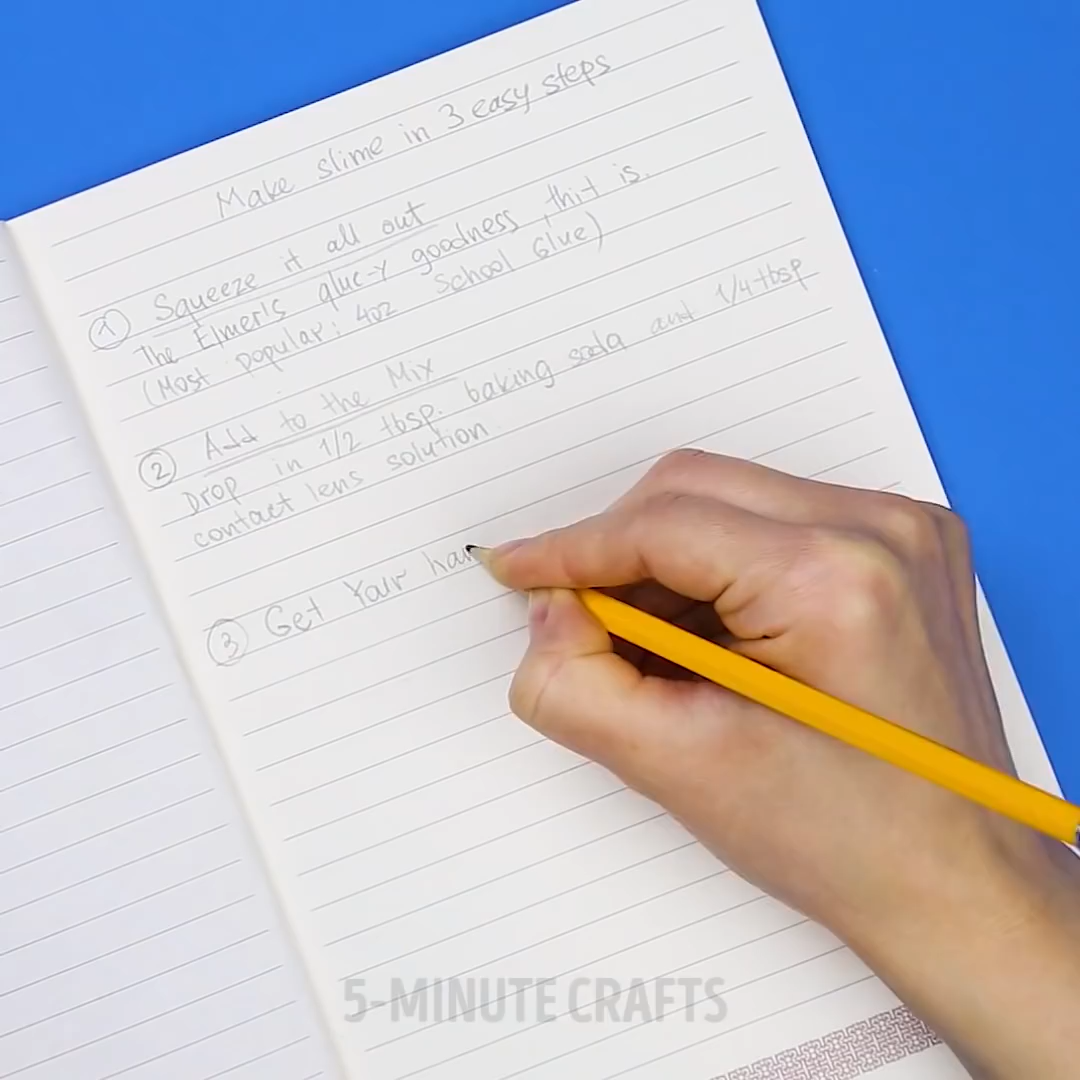 Make slime in 3 easy steps
① Squeeze it all out
The Elmer's glue-y goodness, thit is.
(Most popular: 4oz School Glue)
② Add to the Mix
Drop in 1/2 tbsp. baking soda and 1/4 tbsp
contact lens solution
③ Get Your han
5-MINUTE CRAFTS